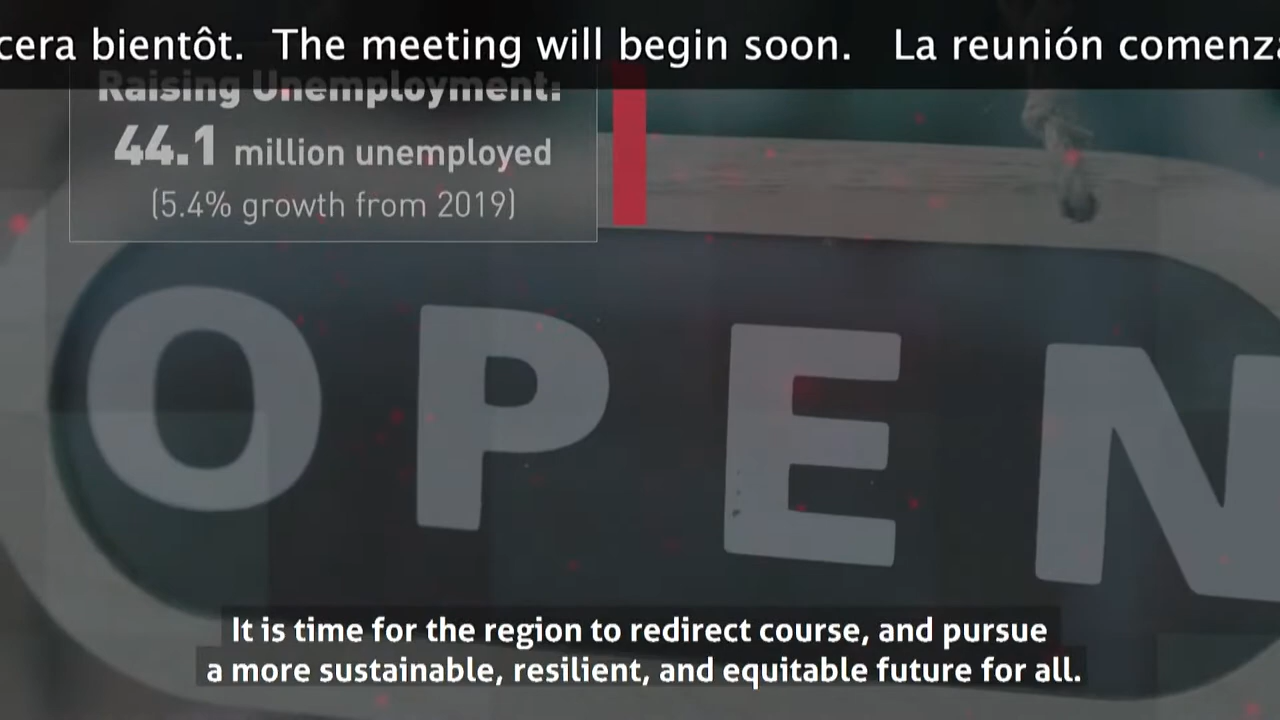 cera bientôt. The meeting will begin soon. La reunión comenza
Raising Unemployment:
44.1 million unemployed
(5.4% growth from 2019)
OPEN
It is time for the region to redirect course, and pursue
a more sustainable, resilient, and equitable future for all.